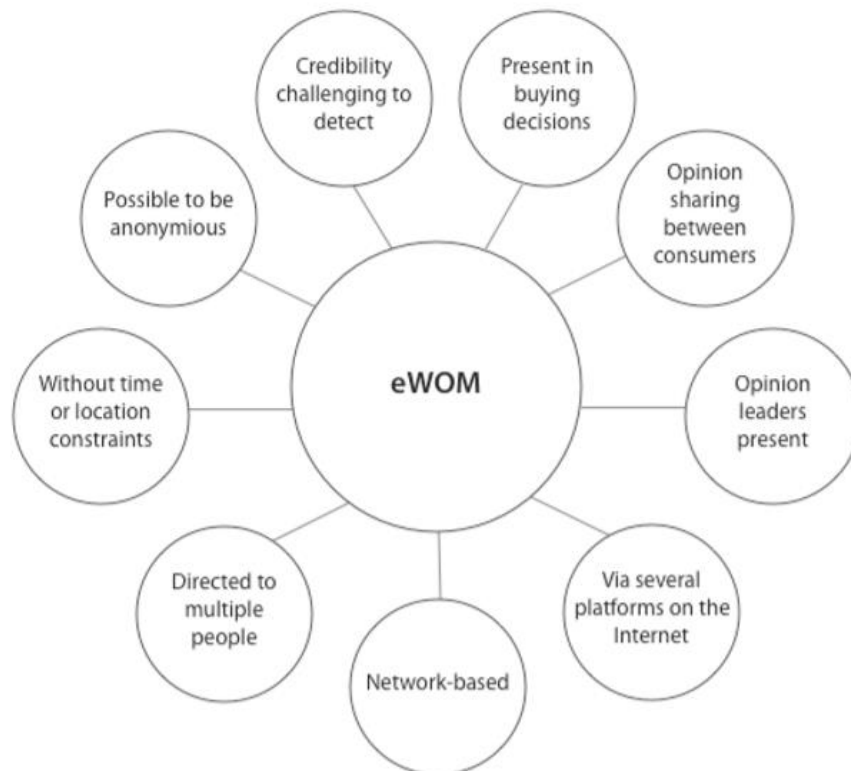 Credibility
challenging to
detect
Present in
buying
decisions
Possible to be
anonymious
Opinion
sharing
between
consumers
Without time
or location
constraints
eWOM
Opinion
leaders
present
Directed to
multiple
people
Network-based
Via several
platforms on the
Internet